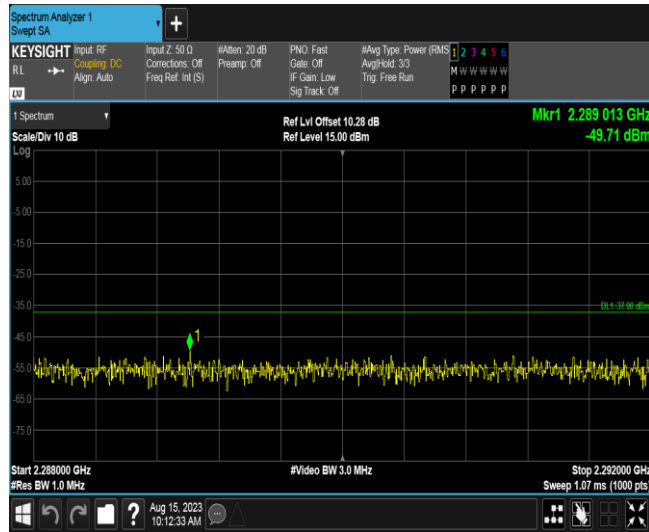 Spectrum Analyzer 1
Swept SA
KEYSIGHT
RL
Input: RF
Coupling: DC
Align: Auto
Input Z: 50 Ω
Corrections: Off
Freq Ref: Int (S)
#Atten: 20 dB
Preamp: Off
PNO: Fast
Gate: Off
IF Gain: Low
Sig Track: Off
#Avg Type: Power (RMS
Avg|Hold: 3/3
Trig: Free Run
1 2 3 4 5 6
M W W W W W
P P P P P P
LXI
1 Spectrum
Scale/Div 10 dB
Log
Ref Lvl Offset 10.28 dB
Ref Level 15.00 dBm
Mkr1 2.289 013 GHz
-49.71 dBm
5.00
-5.00
-15.0
-25.0
-35.0
DL1 -37.00 dBm
-45.0
1
-55.0
-65.0
-75.0
Start 2.288000 GHz
#Res BW 1.0 MHz
#Video BW 3.0 MHz
Stop 2.292000 GHz
Sweep 1.07 ms (1000 pts)
?
Aug 15, 2023
10:12:33 AM